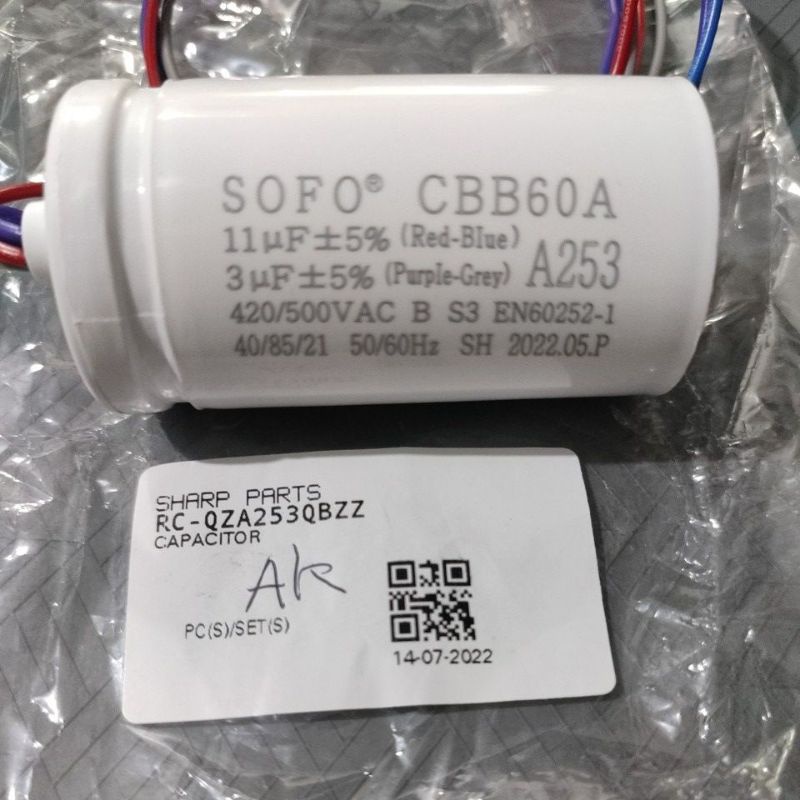 SOFO® CBB60A
11μF±5% (Red-Blue)
3μF±5% (Purple-Grey) A253
420/500VAC B S3 EN60252-1
40/85/21 50/60Hz SH 2022.05.P
SHARP PARTS
RC-QZA253QBZZ
CAPACITOR
AK
PC(S)/SET(S)
14-07-2022